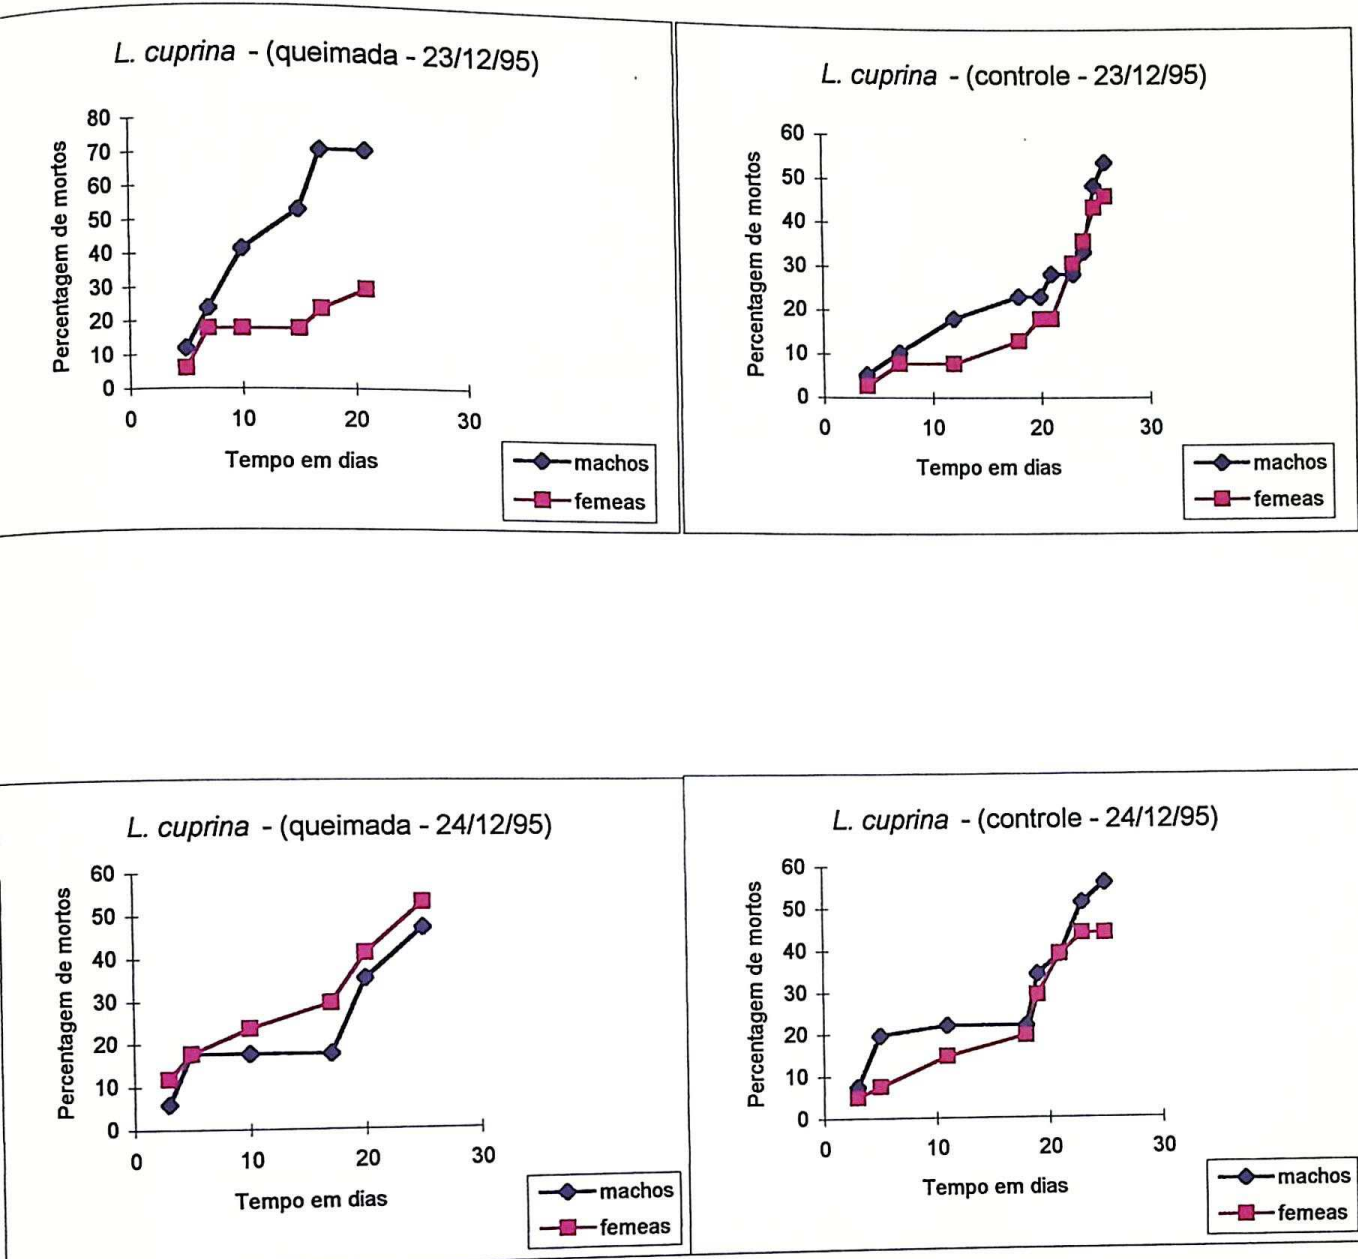 L. cuprina - (queimada - 23/12/95)
Percentagem de mortos
80
70
60
50
40
30
20
10
0
0 10 20 30
Tempo em dias
machos
femeas
L. cuprina - (controle - 23/12/95)
Percentagem de mortos
60
50
40
30
20
10
0
0 10 20 30
Tempo em dias
machos
femeas
L. cuprina - (queimada - 24/12/95)
Percentagem de mortos
60
50
40
30
20
10
0
0 10 20 30
Tempo em dias
machos
femeas
L. cuprina - (controle - 24/12/95)
Percentagem de mortos
60
50
40
30
20
10
0
0 10 20 30
Tempo em dias
machos
femeas